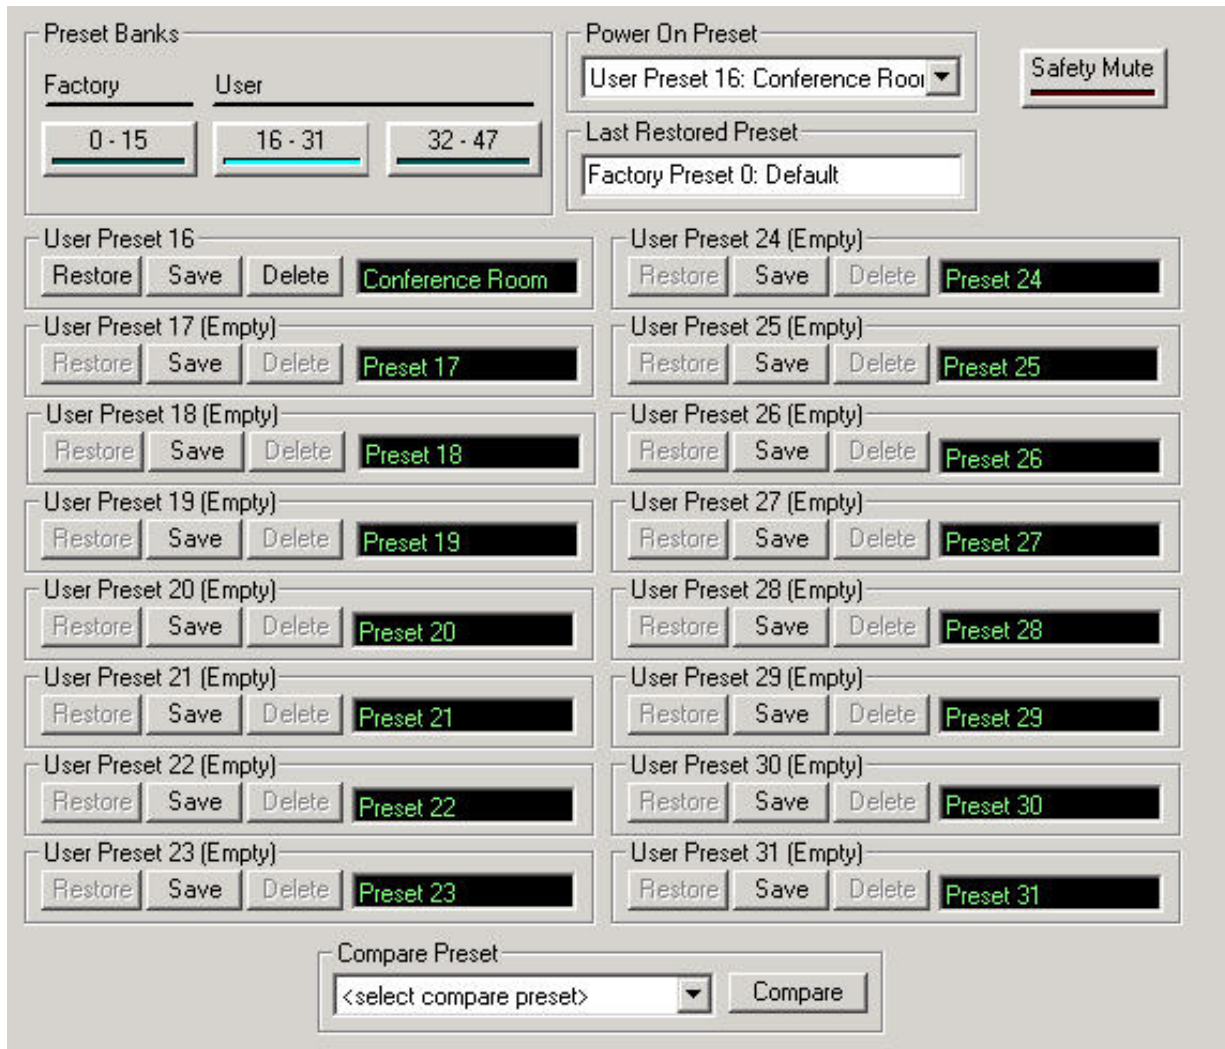 Preset Banks
Factory User
0 - 15 16 - 31 32 - 47
Power On Preset
User Preset 16: Conference Roor
Last Restored Preset
Factory Preset 0: Default
Safety Mute
User Preset 16
Restore Save Delete Conference Room
User Preset 17 (Empty)
Restore Save Delete Preset 17
User Preset 18 (Empty)
Restore Save Delete Preset 18
User Preset 19 (Empty)
Restore Save Delete Preset 19
User Preset 20 (Empty)
Restore Save Delete Preset 20
User Preset 21 (Empty)
Restore Save Delete Preset 21
User Preset 22 (Empty)
Restore Save Delete Preset 22
User Preset 23 (Empty)
Restore Save Delete Preset 23
User Preset 24 (Empty)
Restore Save Delete Preset 24
User Preset 25 (Empty)
Restore Save Delete Preset 25
User Preset 26 (Empty)
Restore Save Delete Preset 26
User Preset 27 (Empty)
Restore Save Delete Preset 27
User Preset 28 (Empty)
Restore Save Delete Preset 28
User Preset 29 (Empty)
Restore Save Delete Preset 29
User Preset 30 (Empty)
Restore Save Delete Preset 30
User Preset 31 (Empty)
Restore Save Delete Preset 31
Compare Preset
<select compare preset> Compare